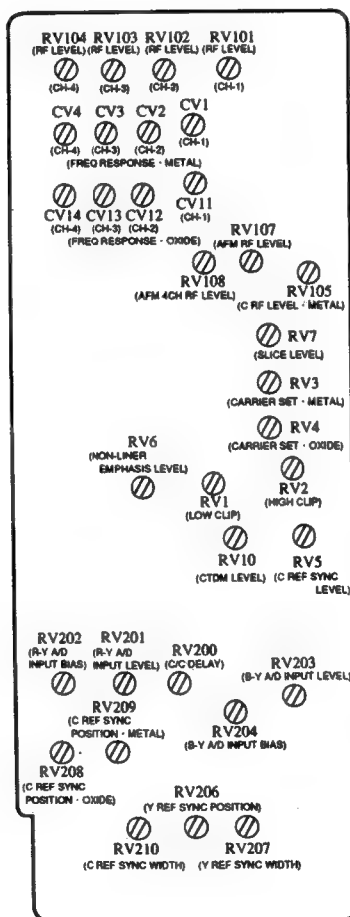 RV104 RV103 RV102 RV101
(RF LEVEL) (RF LEVEL) (RF LEVEL) (RF LEVEL)
(CH-4) (CH-3) (CH-2) (CH-1)
CV4 CV3 CV2 CV1
(CH-4) (CH-3) (CH-2) (CH-1)
(FREQ RESPONSE · METAL)
CV14 CV13 CV12 CV11
(CH-4) (CH-3) (CH-2) (CH-1)
(FREQ RESPONSE · OXIDE)
RV107
(AFM RF LEVEL)
RV108
(AFM 4CH RF LEVEL)
RV105
(C RF LEVEL · METAL)
RV7
(SLICE LEVEL)
RV3
(CARRIER SET · METAL)
RV4
(CARRIER SET · OXIDE)
RV6
(NON-LINER
EMPHASIS LEVEL)
RV1
(LOW CLIP)
RV2
(HIGH CLIP)
RV10
(CTDM LEVEL)
RV5
(C REF SYNC
LEVEL)
RV202
(R-Y A/D
INPUT BIAS)
RV201
(R-Y A/D
INPUT LEVEL)
RV200
(C/C DELAY)
RV203
(B-Y A/D INPUT LEVEL)
RV209
(C REF SYNC
POSITION · METAL)
RV204
(B-Y A/D INPUT BIAS)
RV208
(C REF SYNC
POSITION · OXIDE)
RV206
(Y REF SYNC POSITION)
RV210
(C REF SYNC WIDTH)
RV207
(Y REF SYNC WIDTH)